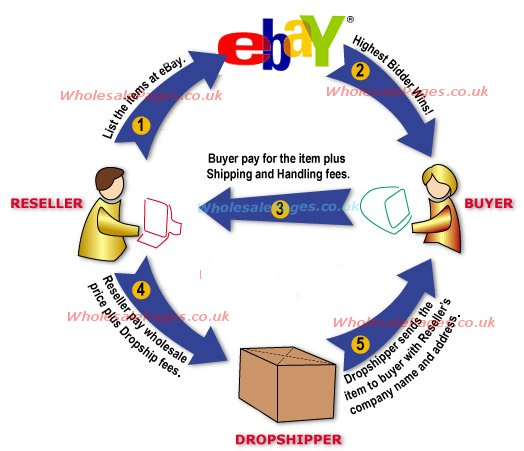 ebaY®
List the items at eBay.
1
WholesalePages.co.uk
Highest Bidder Wins!
2
WholesalePages.co.uk
Buyer pay for the item plus
Shipping and Handling fees.
RESELLER
WholesalePages.co.uk
3
BUYER
4
Reseller pay wholesale
price plus Dropship fees.
WholesalePages.co.uk
5
Dropshipper sends the
item to buyer with Reseller's
company name and address.
WholesalePages.co.uk
DROPSHIPPER